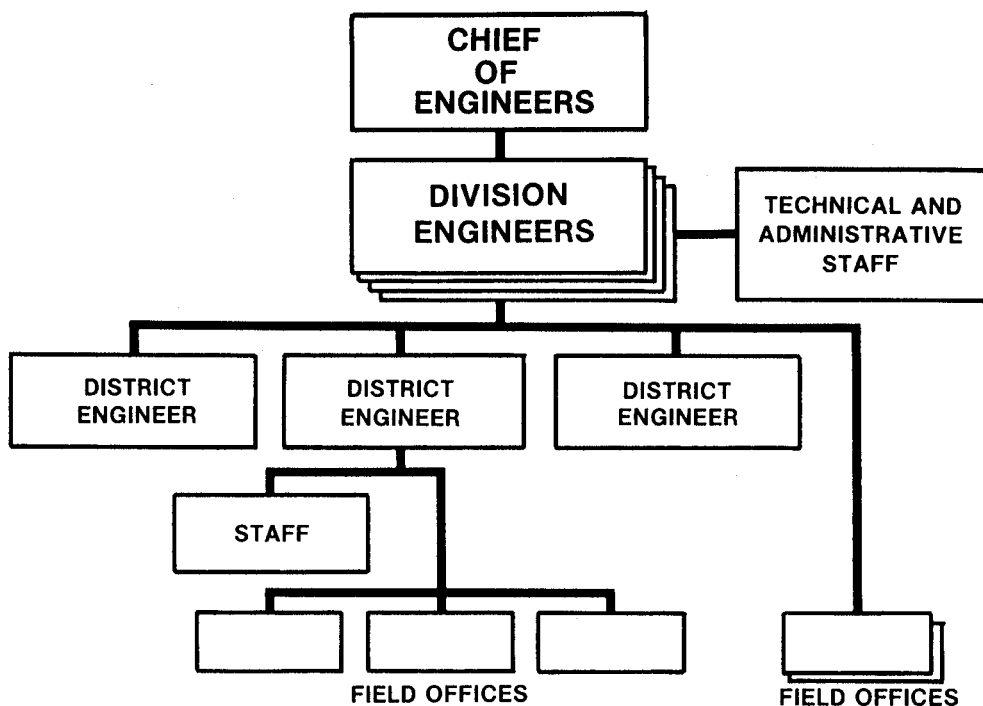 CHIEF
OF
ENGINEERS
DIVISION
ENGINEERS
TECHNICAL AND
ADMINISTRATIVE
STAFF
DISTRICT
ENGINEER
DISTRICT
ENGINEER
DISTRICT
ENGINEER
STAFF
FIELD OFFICES
FIELD OFFICES